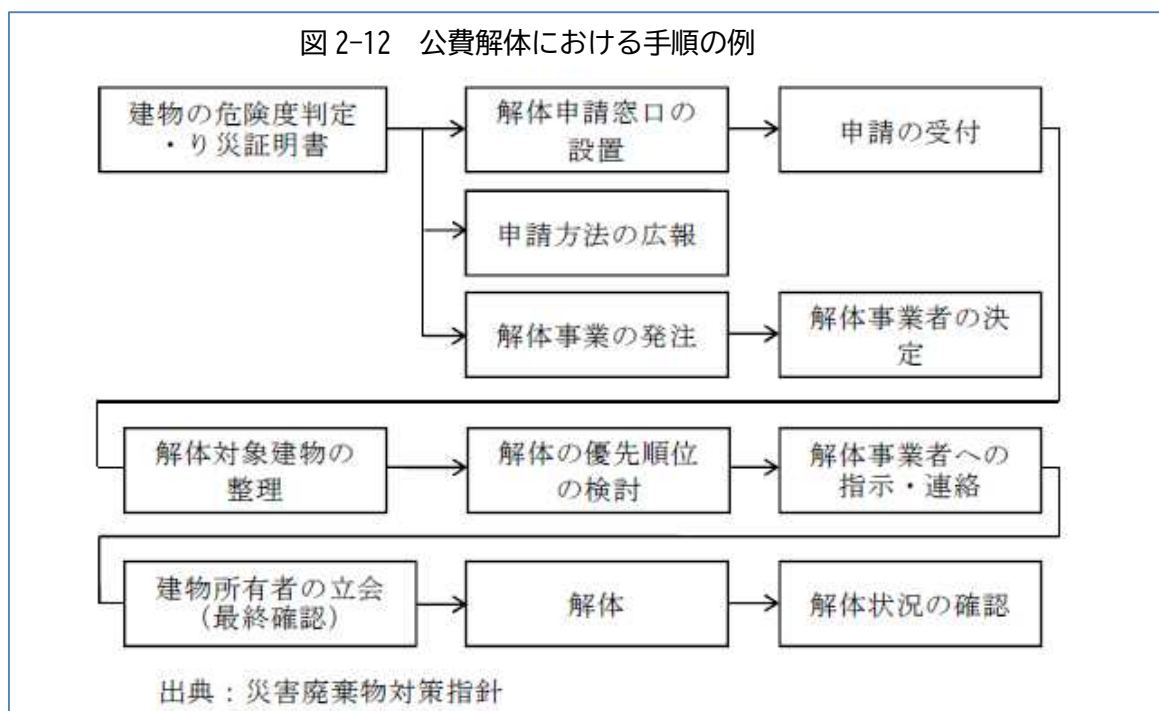 図 2-12　公費解体における手順の例
建物の危険度判定
・り災証明書
解体申請窓口の
設置
申請の受付
申請方法の広報
解体事業の発注
解体事業者の決
定
解体対象建物の
整理
解体の優先順位
の検討
解体事業者への
指示・連絡
建物所有者の立会
(最終確認)
解体
解体状況の確認
出典：災害廃棄物対策指針